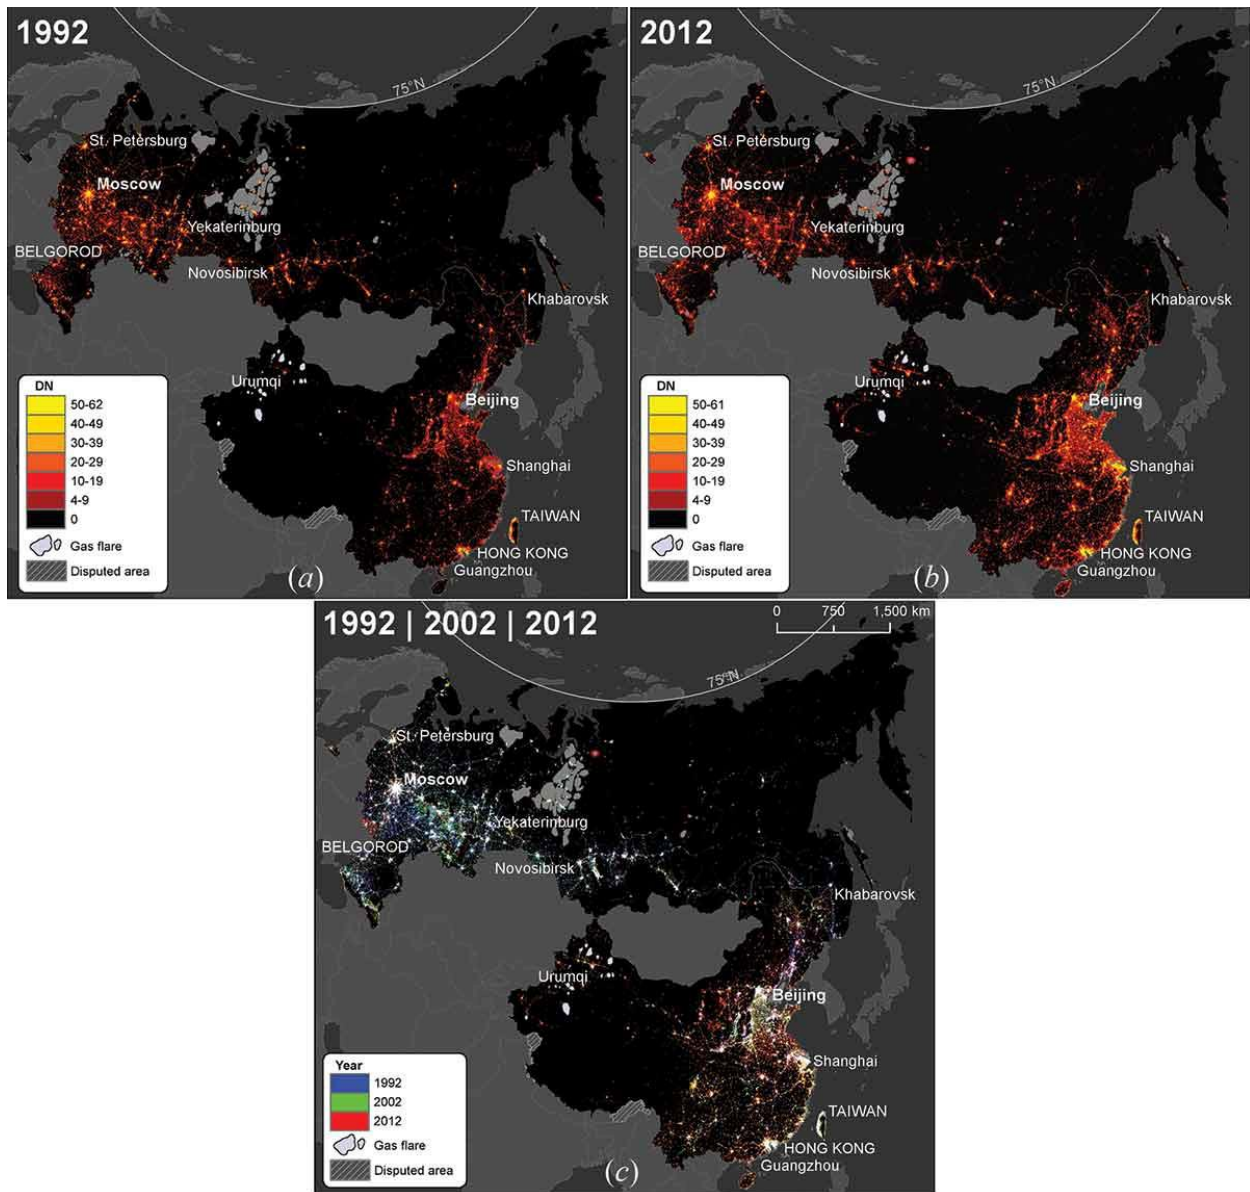 1992
75°N
St. Petersburg
Moscow
Yekaterinburg
BELGOROD
Novosibirsk
Khabarovsk
Urumqi
Beijing
Shanghai
TAIWAN
HONG KONG
Guangzhou
DN
50-62
40-49
30-39
20-29
10-19
4-9
0
Gas flare
Disputed area
(a)
2012
75°N
St. Petersburg
Moscow
Yekaterinburg
BELGOROD
Novosibirsk
Khabarovsk
Urumqi
Beijing
Shanghai
TAIWAN
HONG KONG
Guangzhou
DN
50-61
40-49
30-39
20-29
10-19
4-9
0
Gas flare
Disputed area
(b)
1992 | 2002 | 2012
0 750 1,500 km
75°N
St. Petersburg
Moscow
Yekaterinburg
BELGOROD
Novosibirsk
Khabarovsk
Urumqi
Beijing
Shanghai
TAIWAN
HONG KONG
Guangzhou
Year
1992
2002
2012
Gas flare
Disputed area
(c)